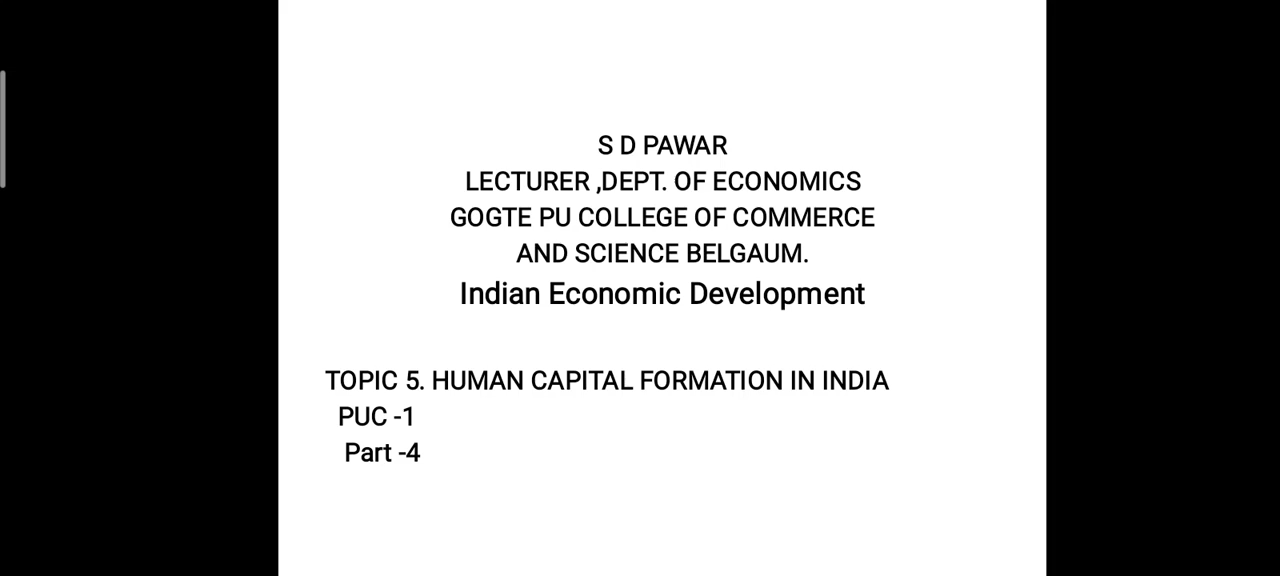 S D PAWAR
LECTURER ,DEPT. OF ECONOMICS
GOGTE PU COLLEGE OF COMMERCE
AND SCIENCE BELGAUM.
Indian Economic Development
TOPIC 5. HUMAN CAPITAL FORMATION IN INDIA
PUC -1
Part -4